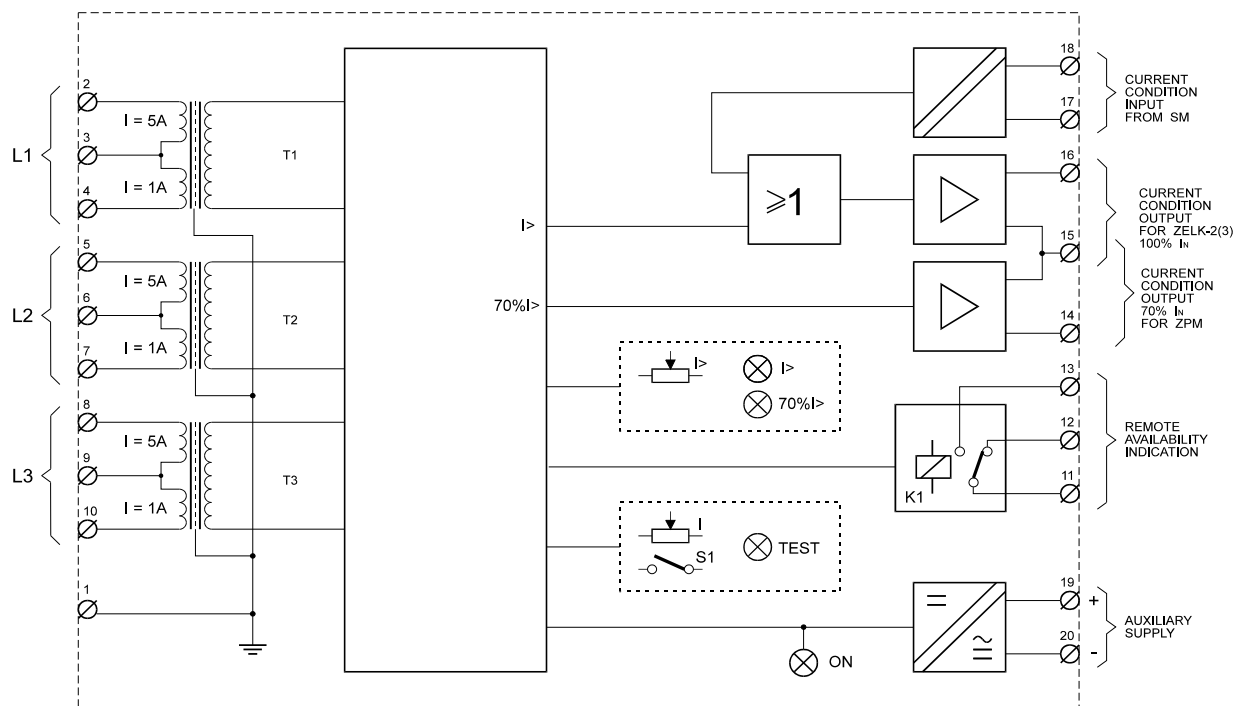 L1
2
I = 5A
3
I = 1A
4
T1
L2
5
I = 5A
6
I = 1A
7
T2
L3
8
I = 5A
9
I = 1A
10
T3
1
I>
70%I>
≥1
18
17
CURRENT
CONDITION
INPUT
FROM SM
16
15
CURRENT
CONDITION
OUTPUT
FOR ZELK-2(3)
100% IN
14
CURRENT
CONDITION
OUTPUT
70% IN
FOR ZPM
I>
I>
70%I>
K1
13
12
11
REMOTE
AVAILABILITY
INDICATION
I
S1
TEST
ON
19
+
20
-
AUXILIARY
SUPPLY